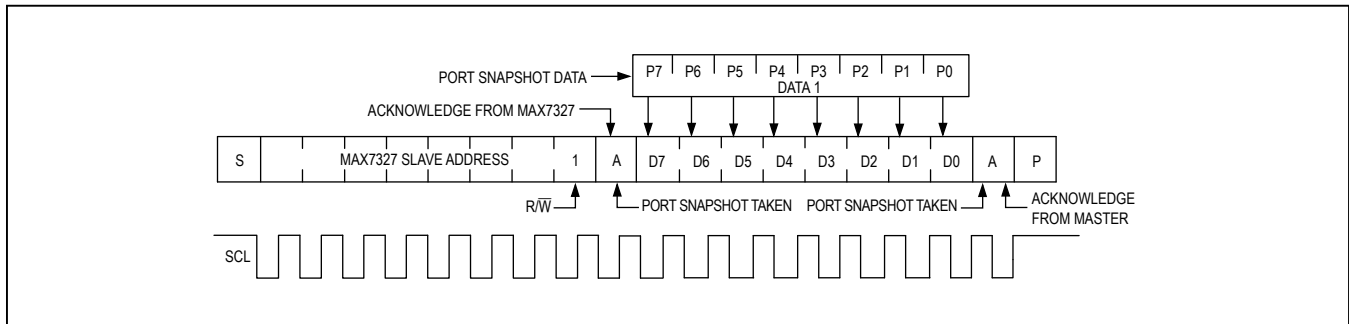 P7 P6 P5 P4 P3 P2 P1 P0
PORT SNAPSHOT DATA
DATA 1
ACKNOWLEDGE FROM MAX7327
S MAX7327 SLAVE ADDRESS 1 A D7 D6 D5 D4 D3 D2 D1 D0 A P
R/W̅ PORT SNAPSHOT TAKEN PORT SNAPSHOT TAKEN ACKNOWLEDGE
FROM MASTER
SCL